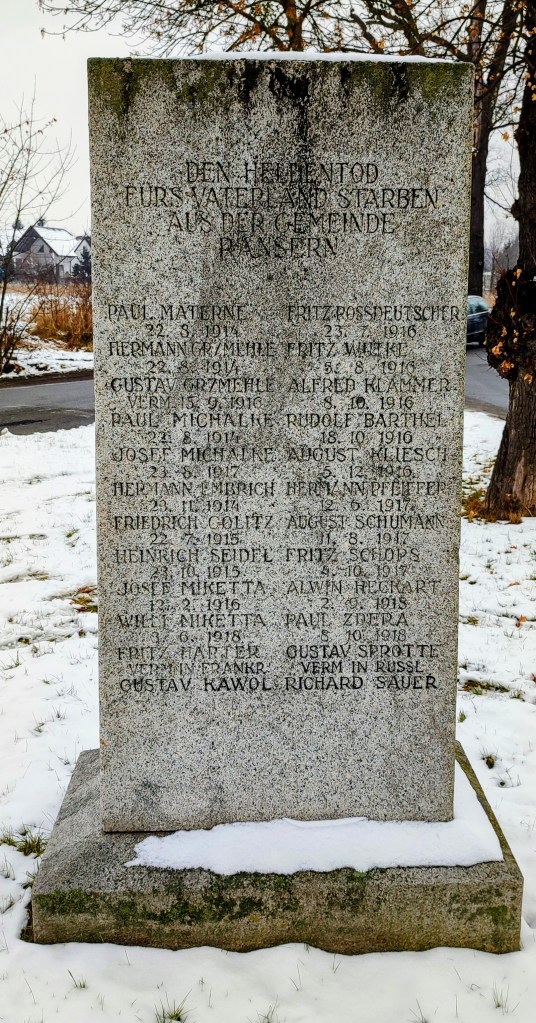 DEN HELDENTOD
FÜRS VATERLAND STARBEN
AUS DER GEMEINDE
RANSERN
PAUL MATERNE
22. 8. 1914
HERMANN GRZMEHLE
22. 8. 1914
GUSTAV GRZMEHLE
VERM. 15. 9. 1916
PAUL MICHALKE
22. 8. 1914
JOSEF MICHALKE
23. 8. 1917
HERMANN EMBRICH
23. 11. 1914
FRIEDRICH GOLITZ
22. 7. 1915
HEINRICH SEIDEL
23. 10. 1915
JOSEF MIKETTA
12. 2. 1916
WILLI MIKETTA
3. 6. 1918
FRITZ HARTER
VERM IN FRANKR.
GUSTAV KAWOL
FRITZ ROSSDEUTSCHER
23. 7. 1916
FRITZ WUTKE
5. 8. 1916
ALFRED KLAMMER
8. 10. 1916
RUDOLF BARTHEL
18. 10. 1916
AUGUST KLIESCH
5. 12. 1916
HERMANN PFEIFFER
12. 6. 1917
AUGUST SCHUMANN
11. 8. 1917
FRITZ SCHOPS
4. 10. 1917
ALWIN HECKART
2. 9. 1918
PAUL ZDERA
8. 10. 1918
GUSTAV SPROTTE
VERM IN RUSSL.
RICHARD SAUER